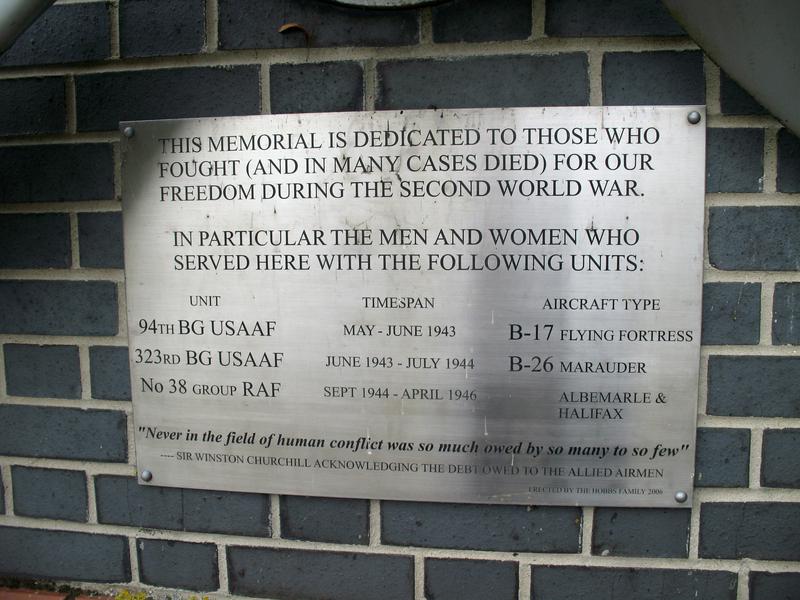 THIS MEMORIAL IS DEDICATED TO THOSE WHO
FOUGHT (AND IN MANY CASES DIED) FOR OUR
FREEDOM DURING THE SECOND WORLD WAR.
IN PARTICULAR THE MEN AND WOMEN WHO
SERVED HERE WITH THE FOLLOWING UNITS:
UNIT TIMESPAN AIRCRAFT TYPE
94TH BG USAAF MAY - JUNE 1943 B-17 FLYING FORTRESS
323RD BG USAAF JUNE 1943 - JULY 1944 B-26 MARAUDER
No 38 GROUP RAF SEPT 1944 - APRIL 1946 ALBEMARLE &
HALIFAX
"Never in the field of human conflict was so much owed by so many to so few"
---- SIR WINSTON CHURCHILL ACKNOWLEDGING THE DEBT OWED TO THE ALLIED AIRMEN
ERECTED BY THE HOBBS FAMILY 2006